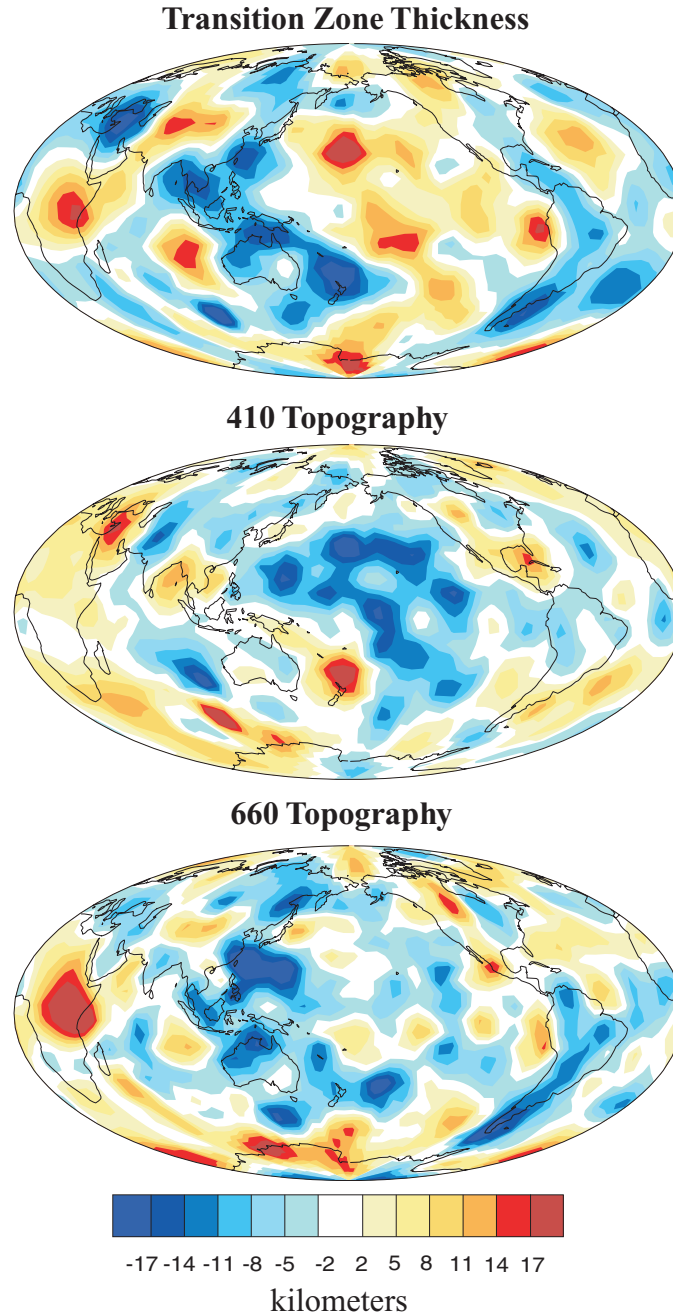 Transition Zone Thickness
410 Topography
660 Topography
-17 -14 -11 -8 -5 -2 2 5 8 11 14 17
kilometers